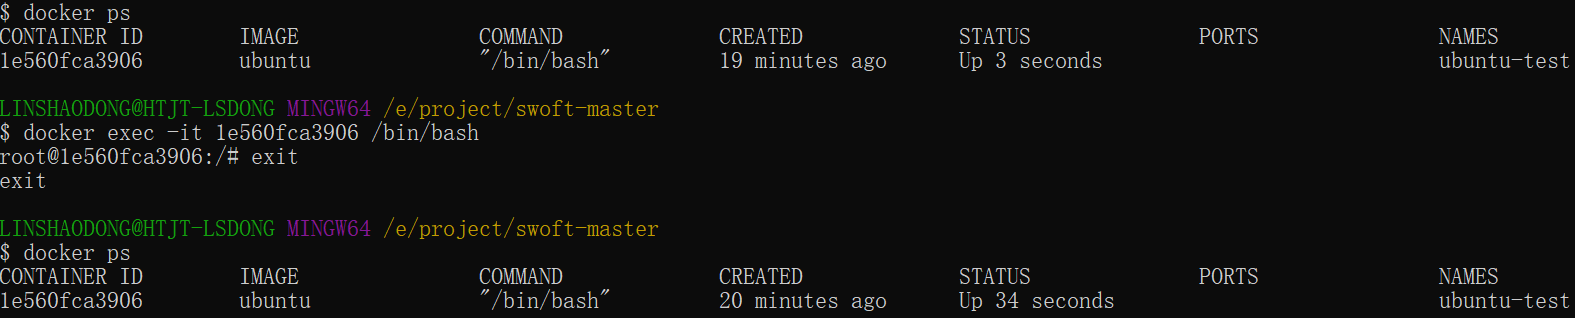 $ docker ps
CONTAINER ID        IMAGE               COMMAND             CREATED             STATUS              PORTS               NAMES
1e560fca3906        ubuntu              "/bin/bash"         19 minutes ago      Up 3 seconds                            ubuntu-test
LINSHAODONG@HTJT-LSDONG MINGW64 /e/project/swoft-master
$ docker exec -it 1e560fca3906 /bin/bash
root@1e560fca3906:/# exit
exit
LINSHAODONG@HTJT-LSDONG MINGW64 /e/project/swoft-master
$ docker ps
CONTAINER ID        IMAGE               COMMAND             CREATED             STATUS              PORTS               NAMES
1e560fca3906        ubuntu              "/bin/bash"         20 minutes ago      Up 34 seconds                           ubuntu-test